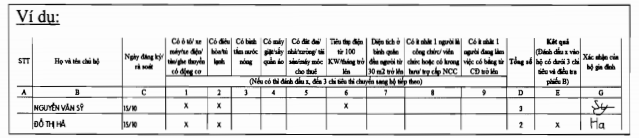 Ví dụ:
STT
Họ và tên chủ hộ
Ngày đăng ký/ rà soát
Có ô tô/ xe máy/xe điện/ tàu/ghe thuyền có động cơ
Có điều hòa/tủ lạnh
Có bình tắm nước nóng
Có máy giặt/sấy quần áo
Có đất đai/ nhà/xưởng/ tài sản/máy móc cho thuê
Tiêu thụ điện từ 100 KW/tháng trở lên
Diện tích ở bình quân đầu người từ 30 m2 trở lên
Có ít nhất 1 người là công chức/ viên chức hoặc có lương hưu/ trợ cấp NCC
Có ít nhất 1 người đang làm việc có bằng từ CĐ trở lên
Tổng số
Kết quả (Đánh dấu x vào hộ có dưới 3 chỉ tiêu và điều tra phiếu B)
Xác nhận của hộ gia đình
(Nếu có thì đánh dấu x, đến 3 chỉ tiêu thì chuyển sang hộ tiếp theo)
A B C 1 2 3 4 5 6 7 8 9 D E G
NGUYỄN VĂN SỸ 15/10 X X X 3 Sỹ
ĐỖ THỊ HÀ 15/10 X X 2 X Hà